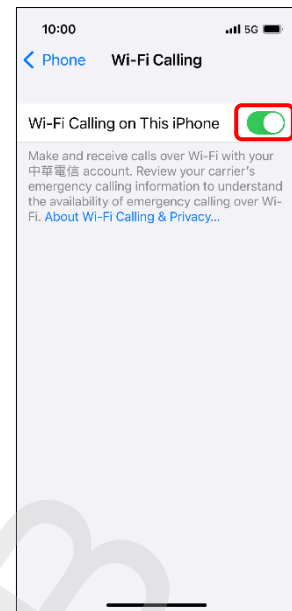 10:00 5G
Phone Wi-Fi Calling
Wi-Fi Calling on This iPhone
Make and receive calls over Wi-Fi with your
中華電信 account. Review your carrier's
emergency calling information to understand
the availability of emergency calling over Wi-
Fi. About Wi-Fi Calling & Privacy...